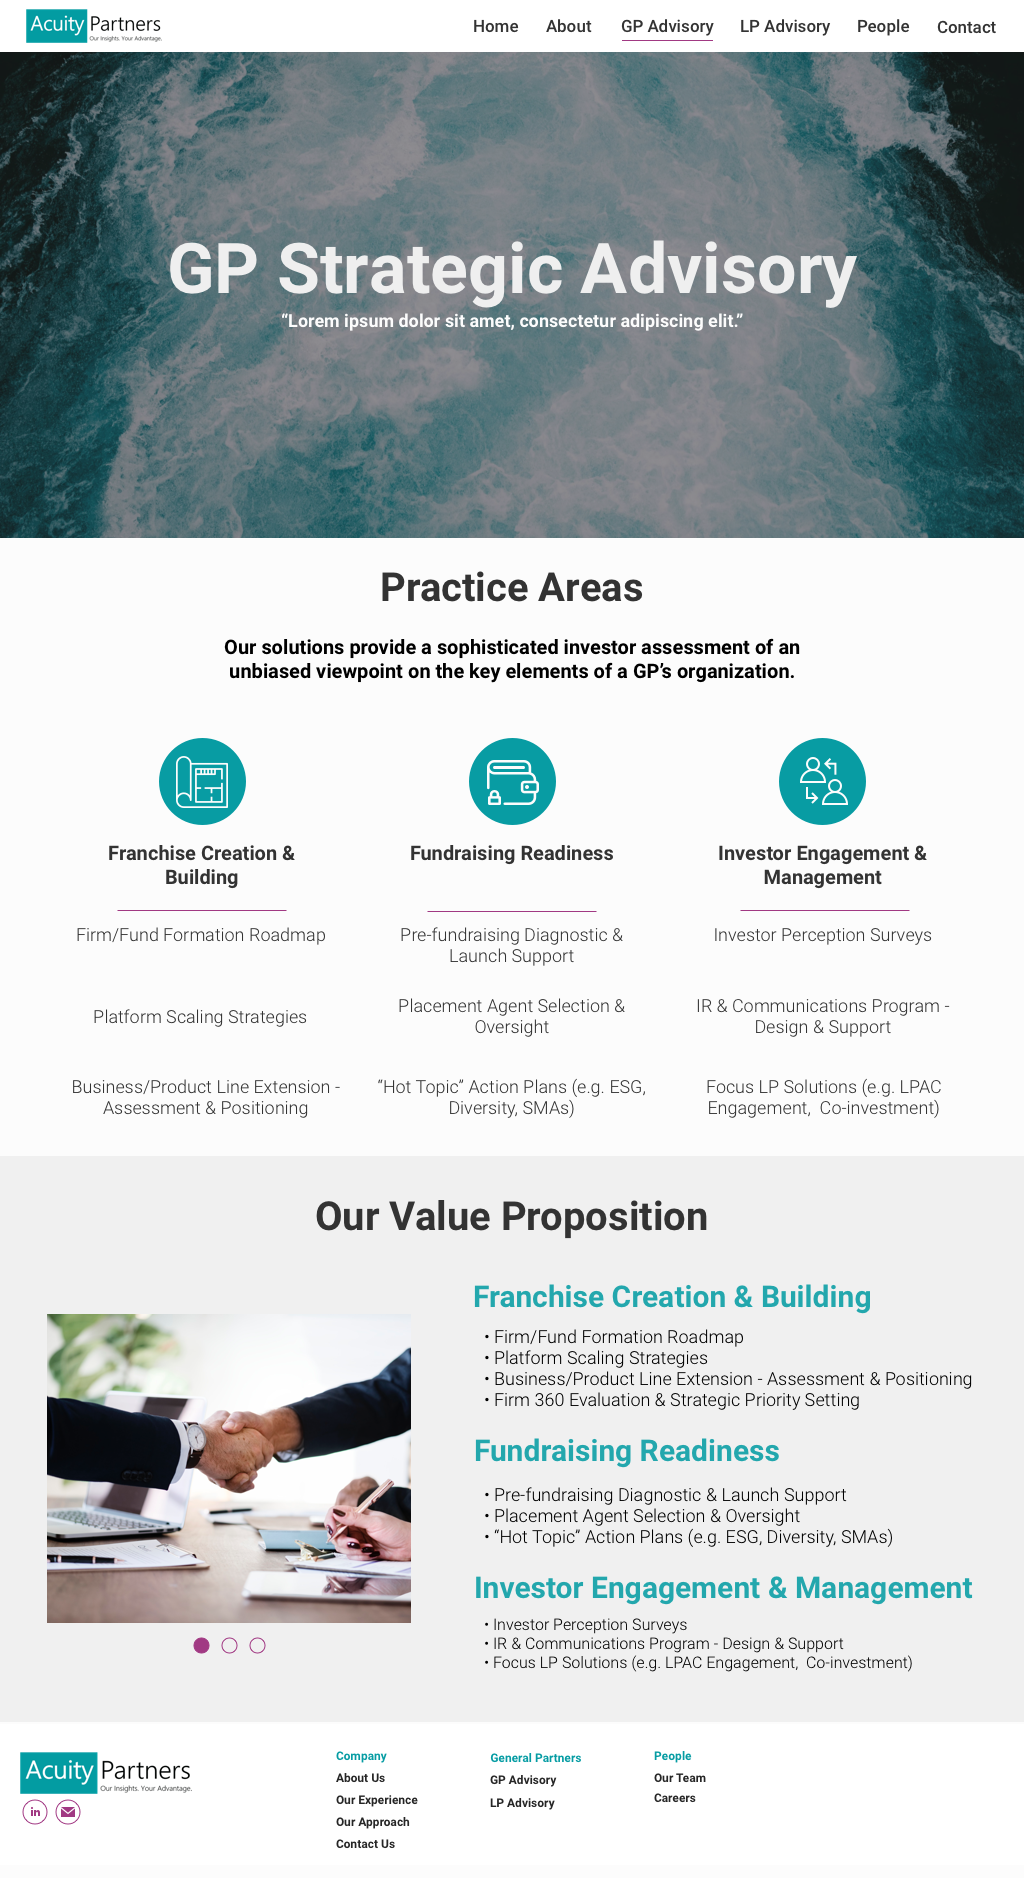 Acuity Partners
Our Insights. Your Advantage.
Home About GP Advisory LP Advisory People Contact
GP Strategic Advisory
“Lorem ipsum dolor sit amet, consectetur adipiscing elit.”
Practice Areas
Our solutions provide a sophisticated investor assessment of an
unbiased viewpoint on the key elements of a GP’s organization.
Franchise Creation &
Building
Firm/Fund Formation Roadmap
Platform Scaling Strategies
Business/Product Line Extension -
Assessment & Positioning
Fundraising Readiness
Pre-fundraising Diagnostic &
Launch Support
Placement Agent Selection &
Oversight
“Hot Topic” Action Plans (e.g. ESG,
Diversity, SMAs)
Investor Engagement &
Management
Investor Perception Surveys
IR & Communications Program -
Design & Support
Focus LP Solutions (e.g. LPAC
Engagement,  Co-investment)
Our Value Proposition
Franchise Creation & Building
• Firm/Fund Formation Roadmap
• Platform Scaling Strategies
• Business/Product Line Extension - Assessment & Positioning
• Firm 360 Evaluation & Strategic Priority Setting
Fundraising Readiness
• Pre-fundraising Diagnostic & Launch Support
• Placement Agent Selection & Oversight
• “Hot Topic” Action Plans (e.g. ESG, Diversity, SMAs)
Investor Engagement & Management
• Investor Perception Surveys
• IR & Communications Program - Design & Support
• Focus LP Solutions (e.g. LPAC Engagement,  Co-investment)
Acuity Partners
Our Insights. Your Advantage.
in
Company
About Us
Our Experience
Our Approach
Contact Us
General Partners
GP Advisory
LP Advisory
People
Our Team
Careers